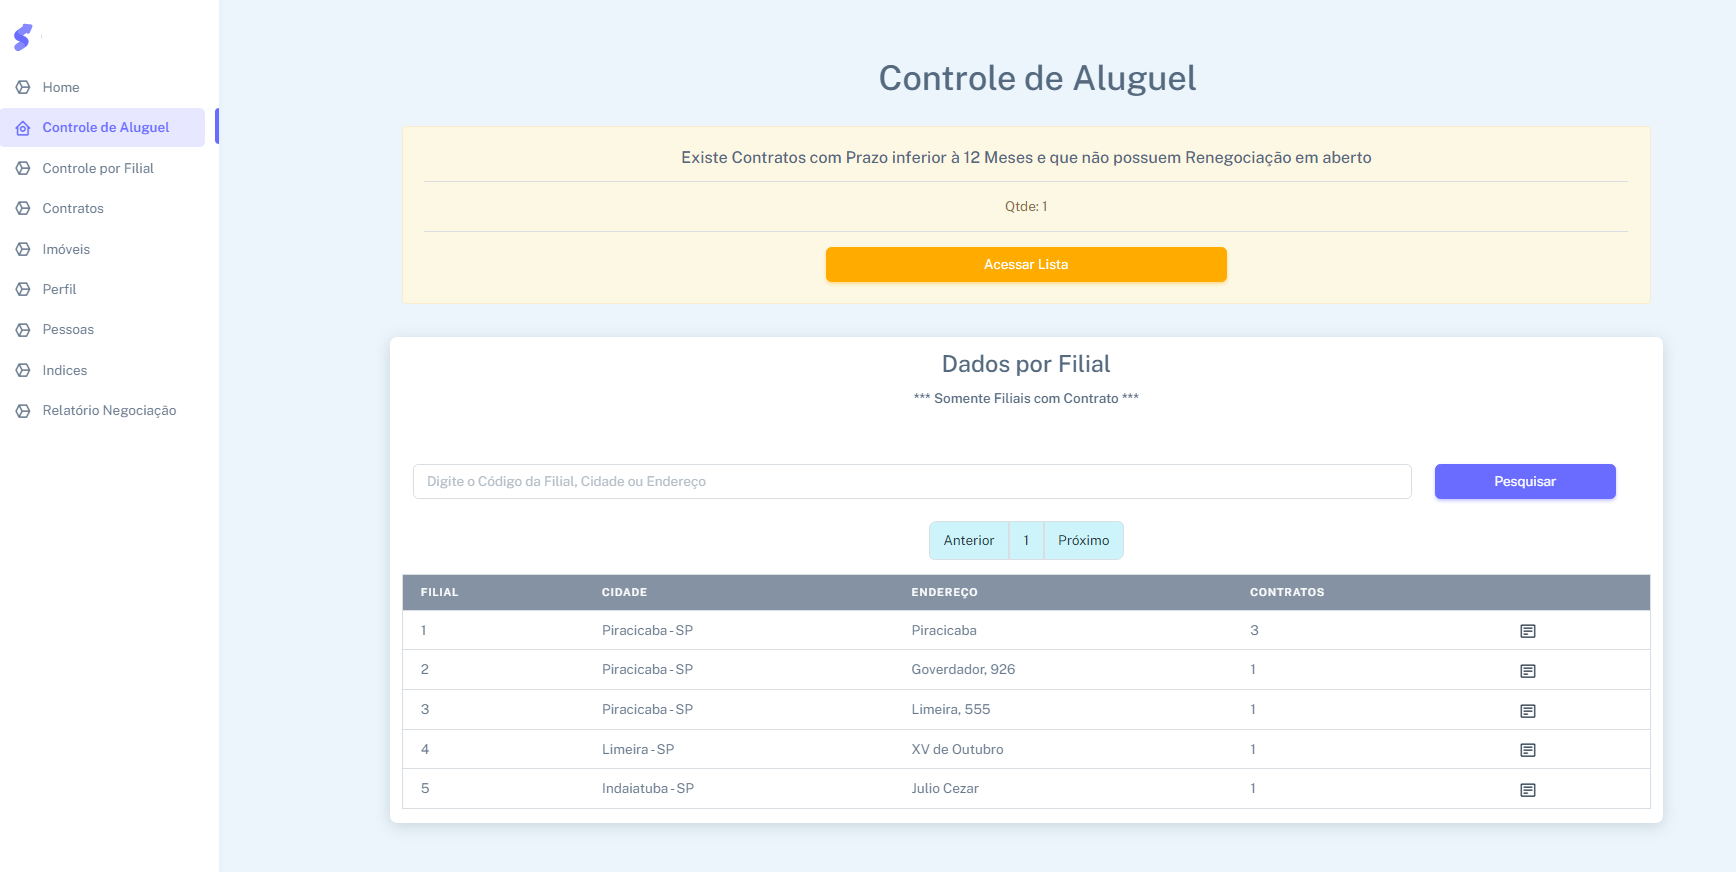 Home
Controle de Aluguel
Controle por Filial
Contratos
Imóveis
Perfil
Pessoas
Indices
Relatório Negociação
Controle de Aluguel
Existe Contratos com Prazo inferior à 12 Meses e que não possuem Renegociação em aberto
Qtde: 1
Acessar Lista
Dados por Filial
*** Somente Filiais com Contrato ***
Digite o Código da Filial, Cidade ou Endereço Pesquisar
Anterior 1 Próximo
FILIAL CIDADE ENDEREÇO CONTRATOS
1 Piracicaba - SP Piracicaba 3
2 Piracicaba - SP Goverdador, 926 1
3 Piracicaba - SP Limeira, 555 1
4 Limeira - SP XV de Outubro 1
5 Indaiatuba - SP Julio Cezar 1